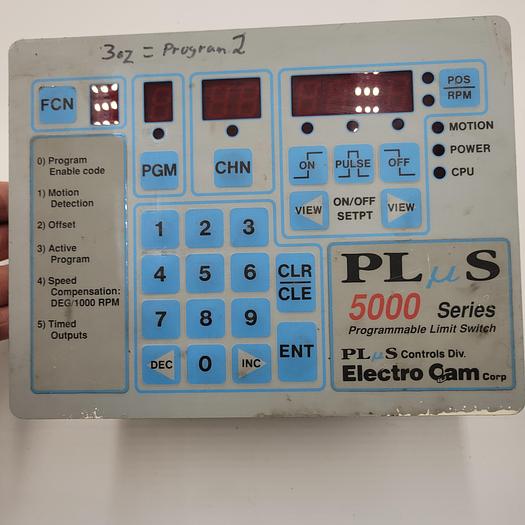 3oz = Program 2
FCN
POS
RPM
MOTION
POWER
CPU
PGM
CHN
ON
PULSE
OFF
VIEW
ON/OFF
SETPT
VIEW
0) Program
Enable code
1) Motion
Detection
2) Offset
3) Active
Program
4) Speed
Compensation:
DEG/1000 RPM
5) Timed
Outputs
1 2 3
4 5 6
7 8 9
DEC 0 INC
CLR
CLE
ENT
PLμS
5000 Series
Programmable Limit Switch
PLμS Controls Div.
Electro Cam Corp